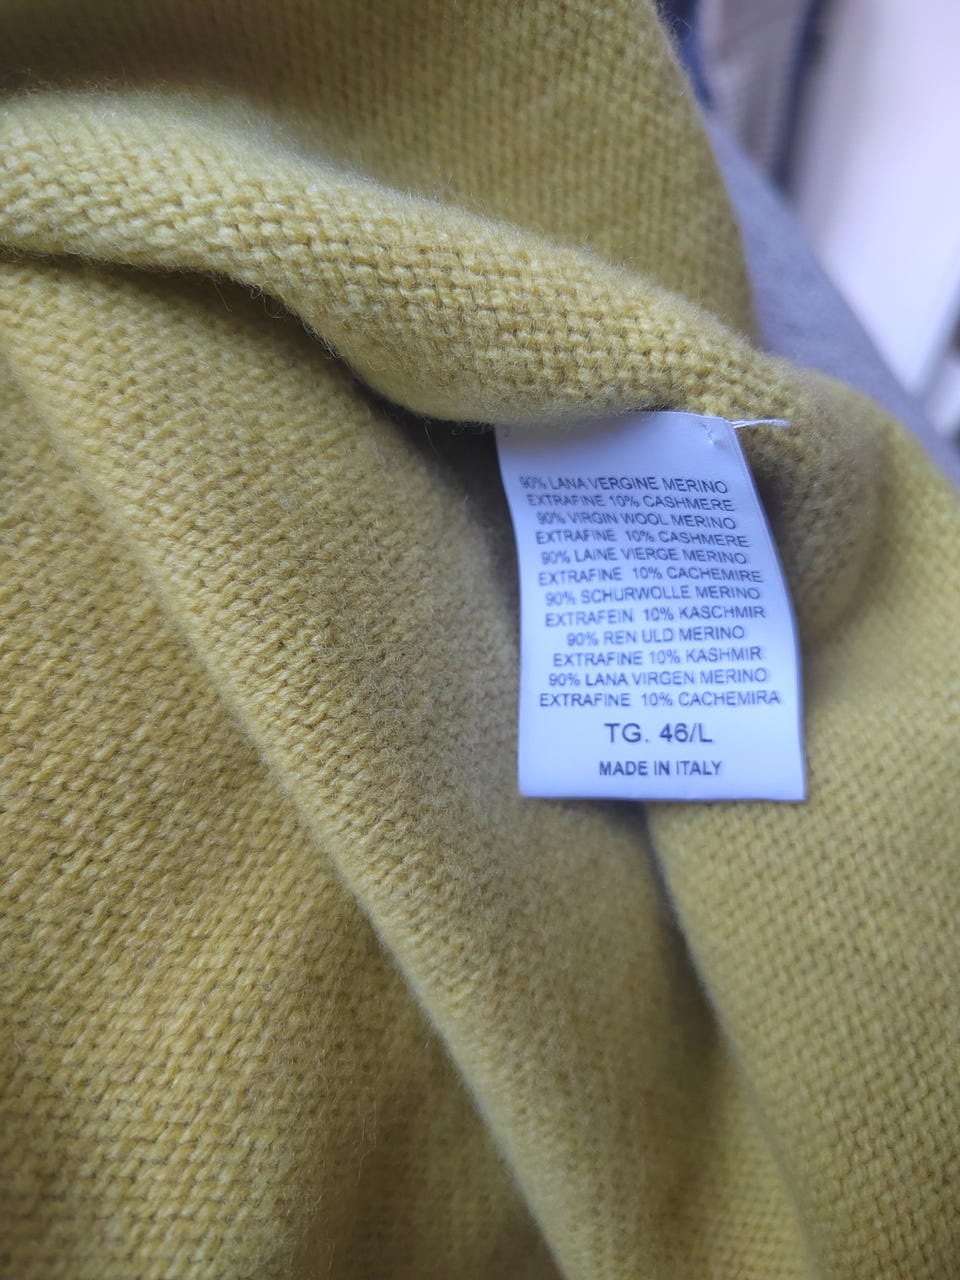 90% LANA VERGINE MERINO
EXTRAFINE 10% CASHMERE
90% VIRGIN WOOL MERINO
EXTRAFINE 10% CASHMERE
90% LAINE VIERGE MERINO
EXTRAFINE 10% CACHEMIRE
90% SCHURWOLLE MERINO
EXTRAFEIN 10% KASCHMIR
90% REN ULD MERINO
EXTRAFINE 10% KASHMIR
90% LANA VIRGEN MERINO
EXTRAFINE 10% CACHEMIRA
TG. 46/L
MADE IN ITALY